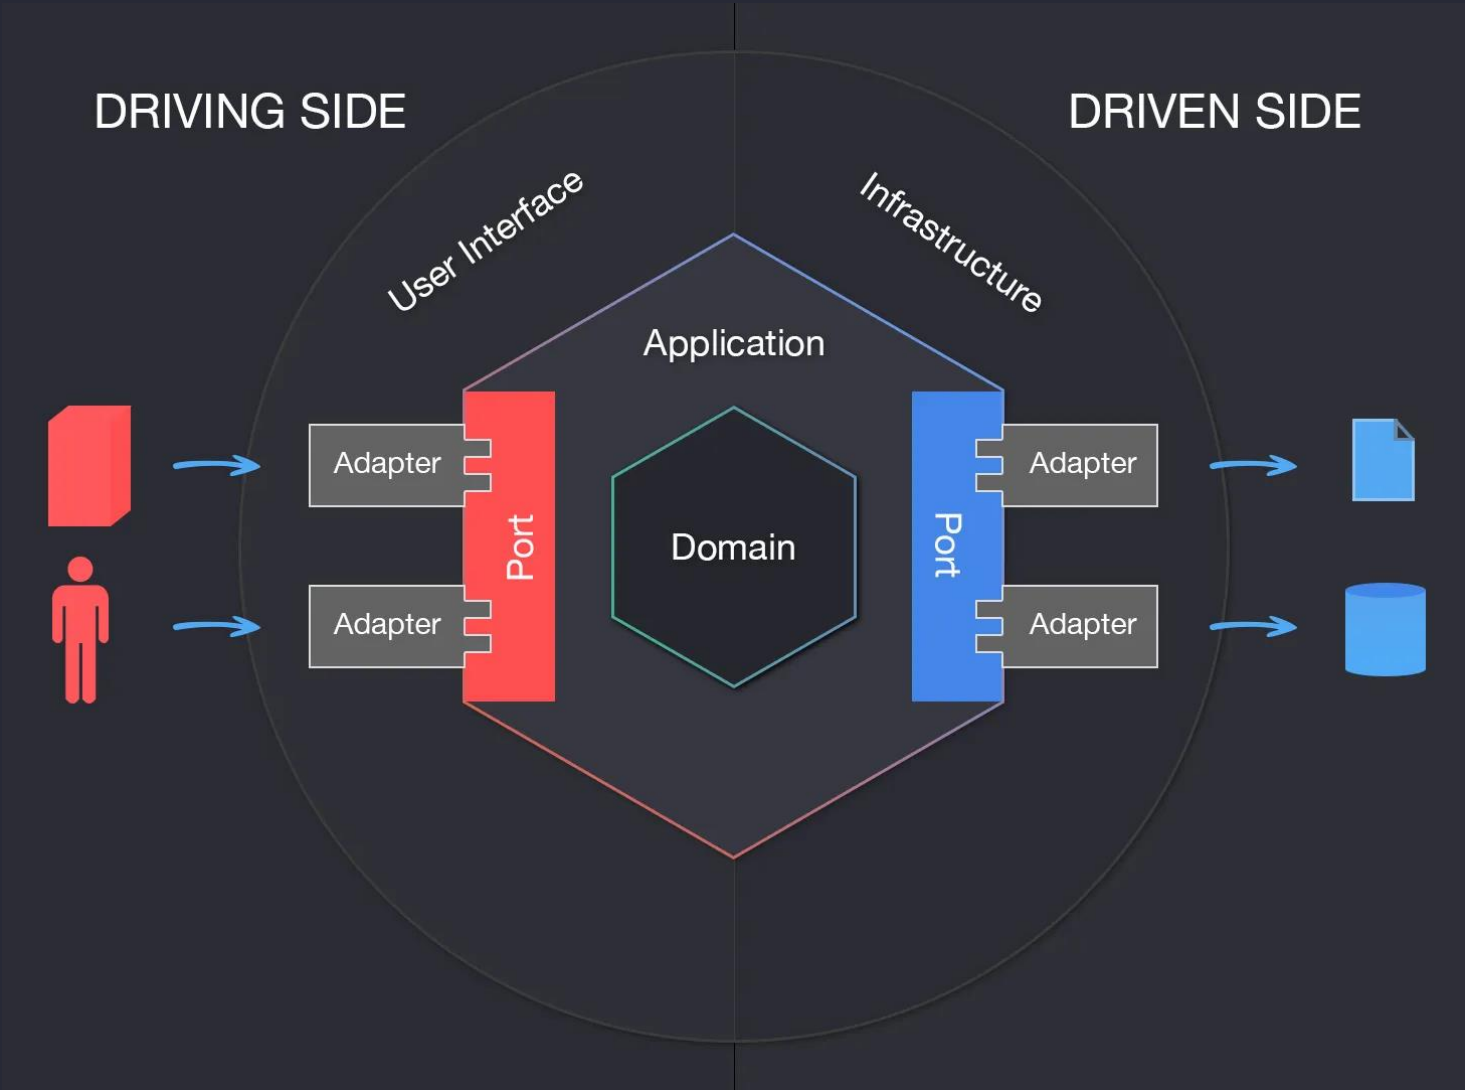 DRIVING SIDE
DRIVEN SIDE
User Interface
Infrastructure
Application
Adapter
Adapter
Port
Domain
Port
Adapter
Adapter